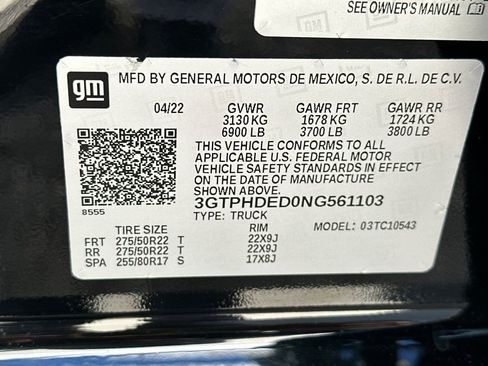 SEE OWNER'S MANUAL
gm
MFD BY GENERAL MOTORS DE MEXICO, S. DE R.L. DE C.V.
04/22 GVWR GAWR FRT GAWR RR
3130 KG 1678 KG 1724 KG
6900 LB 3700 LB 3800 LB
THIS VEHICLE CONFORMS TO ALL
APPLICABLE U.S. FEDERAL MOTOR
VEHICLE SAFETY STANDARDS IN EFFECT
ON THE DATE OF MANUFACTURE
SHOWN ABOVE.
8555
3GTPHDED0NG561103
TYPE: TRUCK MODEL: 03TC10543
TIRE SIZE RIM
FRT 275/50R22 T 22X9J
RR 275/50R22 T 22X9J
SPA 255/80R17 S 17X8J